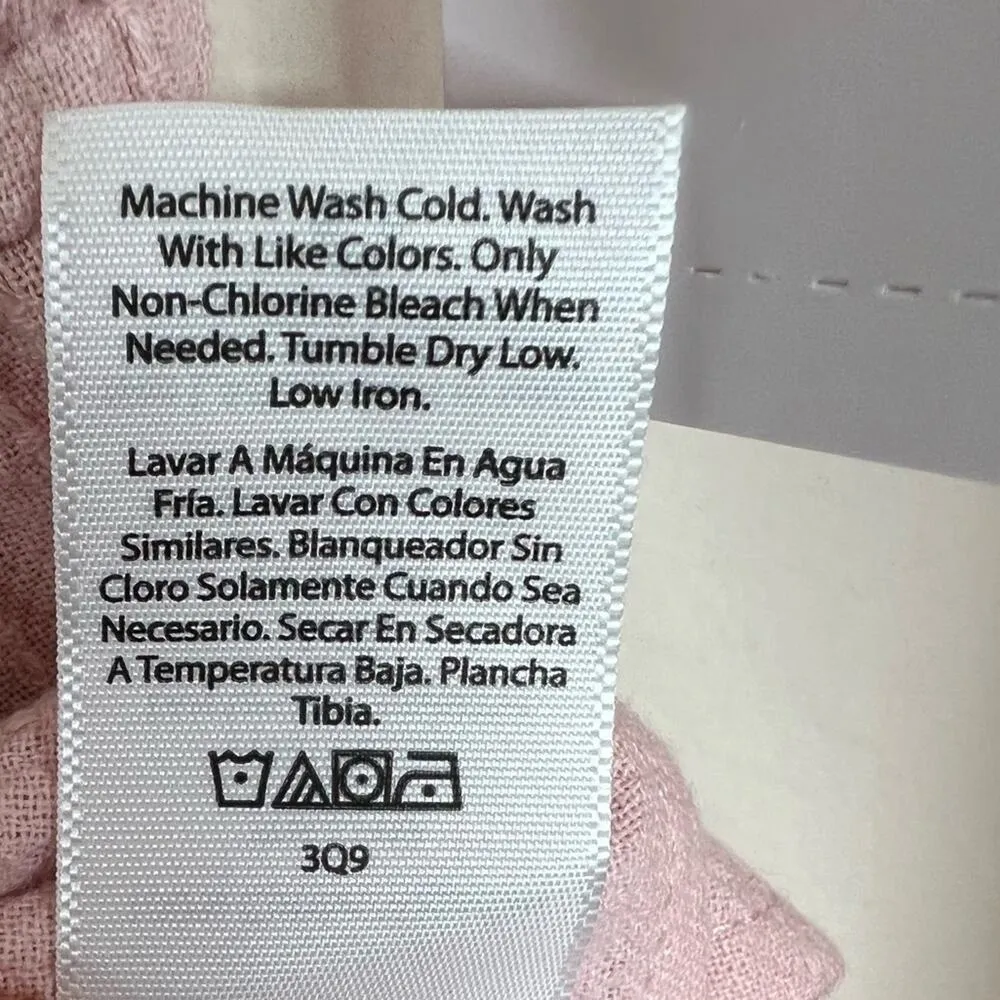 Machine Wash Cold. Wash
With Like Colors. Only
Non-Chlorine Bleach When
Needed. Tumble Dry Low.
Low Iron.
Lavar A Máquina En Agua
Fría. Lavar Con Colores
Similares. Blanqueador Sin
Cloro Solamente Cuando Sea
Necesario. Secar En Secadora
A Temperatura Baja. Plancha
Tibia.
3Q9